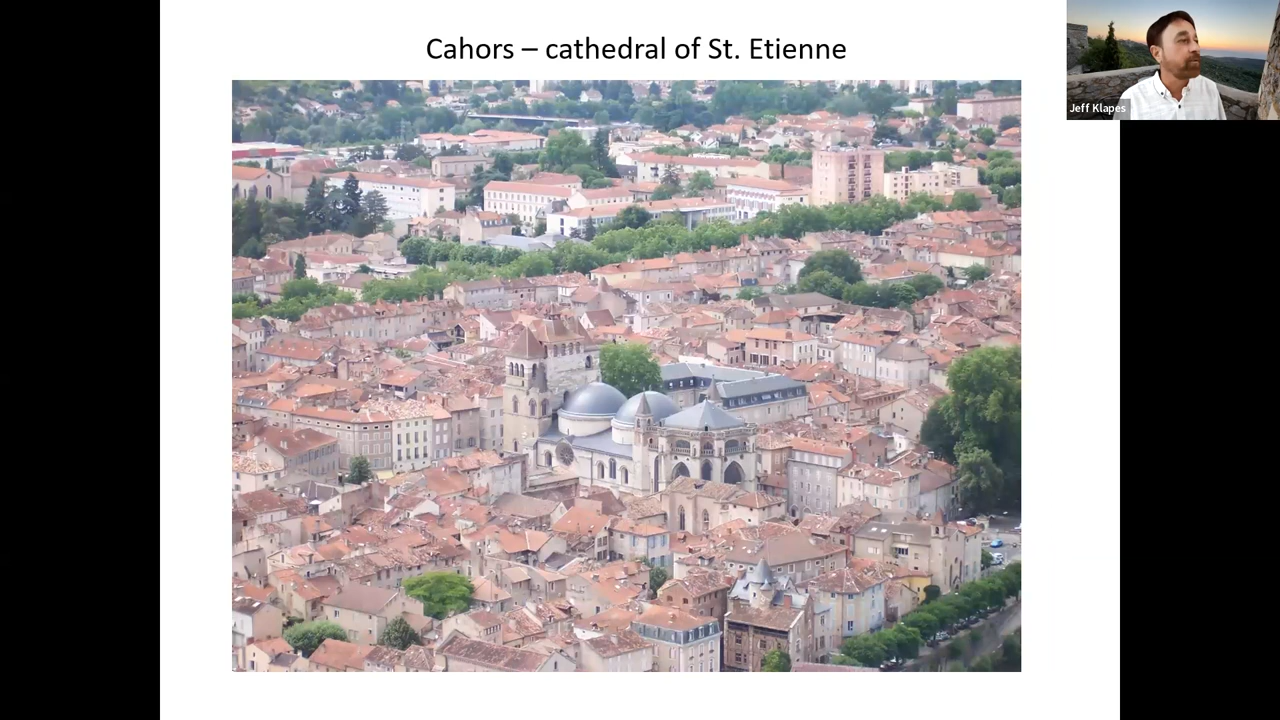 Cahors – cathedral of St. Etienne
Jeff Klapes